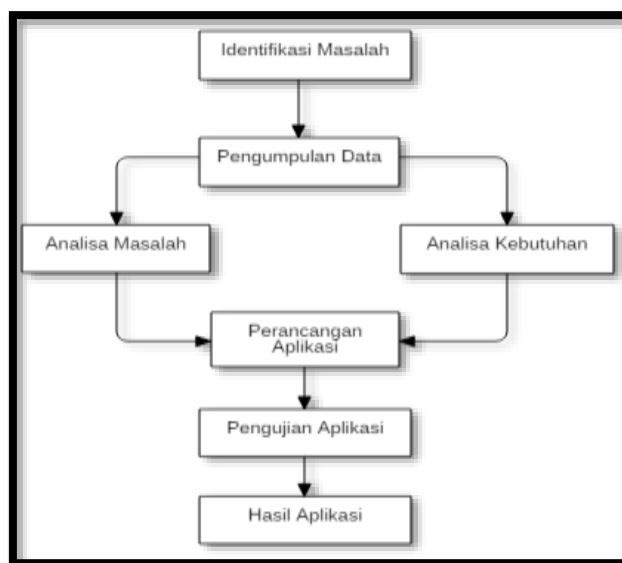 Identifikasi Masalah
Pengumpulan Data
Analisa Masalah
Analisa Kebutuhan
Perancangan
Aplikasi
Pengujian Aplikasi
Hasil Aplikasi